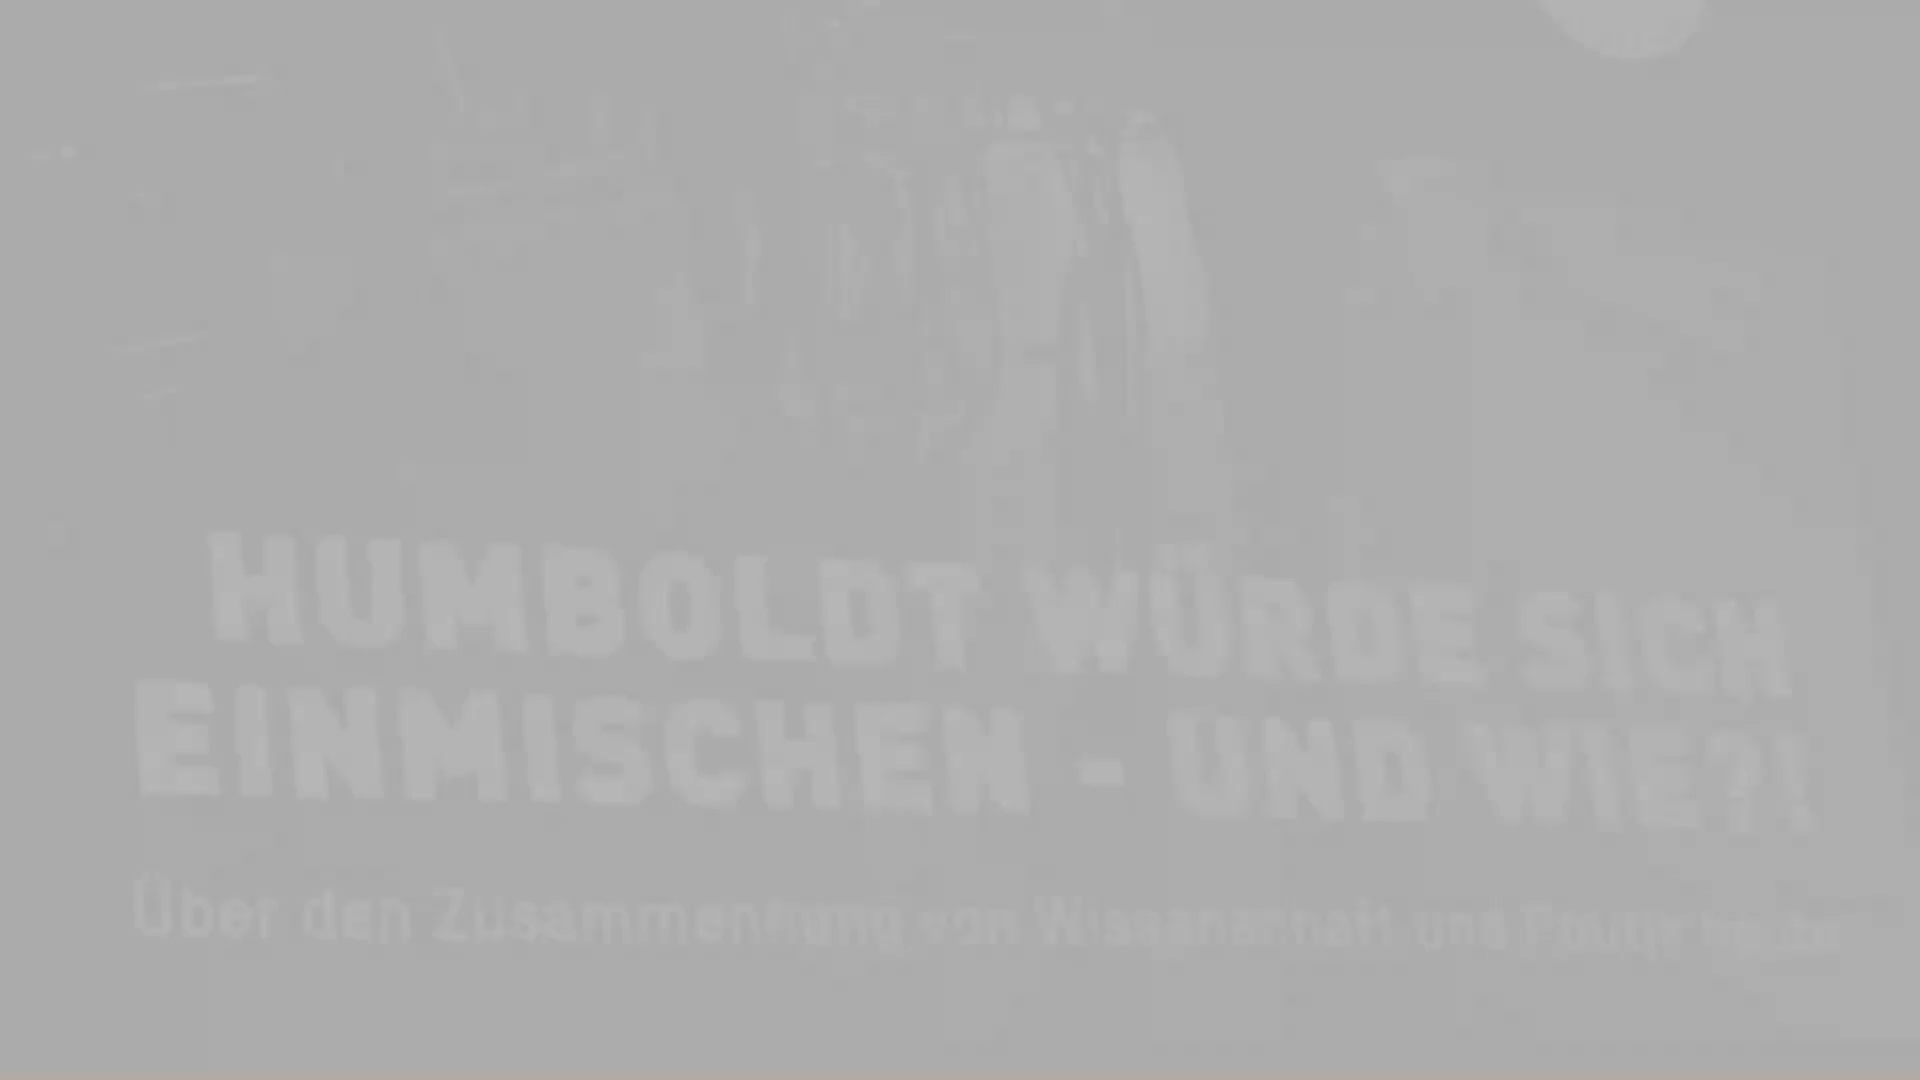 HUMBOLDT WÜRDE SICH
EINMISCHEN - UND WIE?!
Über den Zusammenhang von Wissenschaft und